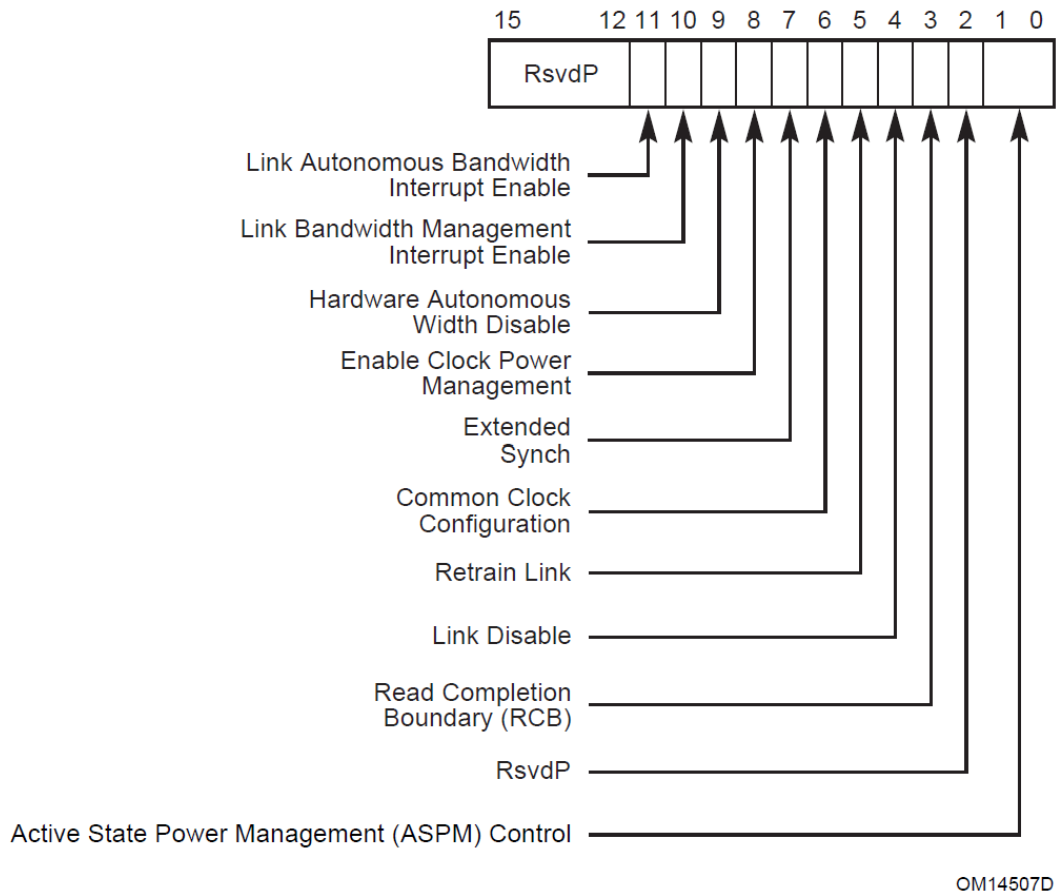 15 12 11 10 9 8 7 6 5 4 3 2 1 0
RsvdP
Link Autonomous Bandwidth
Interrupt Enable
Link Bandwidth Management
Interrupt Enable
Hardware Autonomous
Width Disable
Enable Clock Power
Management
Extended
Synch
Common Clock
Configuration
Retrain Link
Link Disable
Read Completion
Boundary (RCB)
RsvdP
Active State Power Management (ASPM) Control
OM14507D